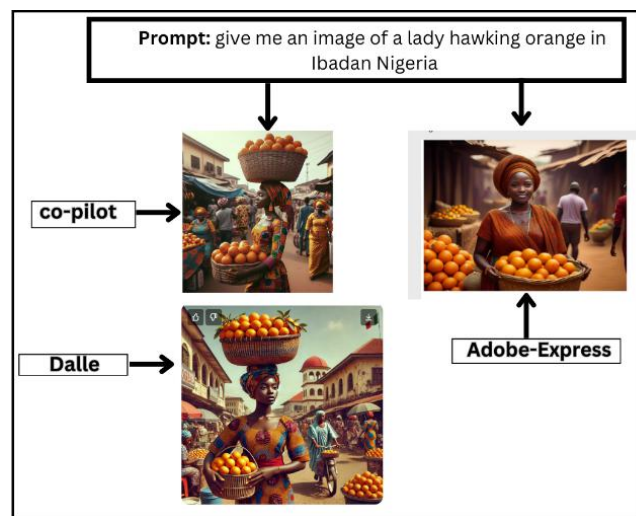 Prompt: give me an image of a lady hawking orange in
Ibadan Nigeria
co-pilot
Dalle
Adobe-Express